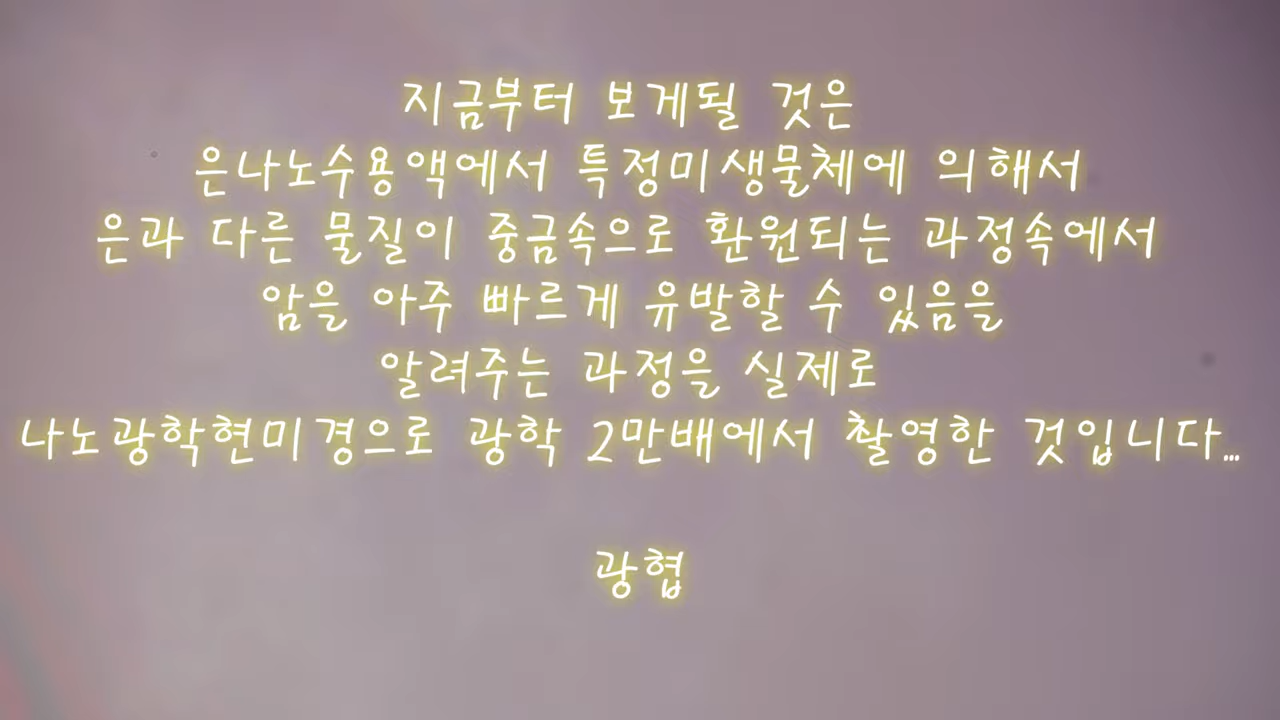 지금부터 보게될 것은
은나노수용액에서 특정미생물체에 의해서
은과 다른 물질이 중금속으로 환원되는 과정속에서
암을 아주 빠르게 유발할 수 있음을
알려주는 과정을 실제로
나노광학현미경으로 광학 2만배에서 촬영한 것입니다...
광협